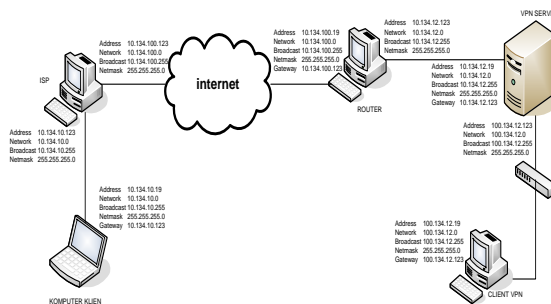 VPN SERV
Address 10.134.100.123
Network 10.134.100.0
Broadcast 10.134.100.255
Netmask 255.255.255.0
Address 10.134.100.19
Network 10.134.100.0
Broadcast 10.134.100.255
Netmask 255.255.255.0
Gateway 10.134.100.123
Address 10.134.12.123
Network 10.134.12.0
Broadcast 10.134.12.255
Netmask 255.255.255.0
ISP
internet
ROUTER
Address 10.134.12.19
Network 10.134.12.0
Broadcast 10.134.12.255
Netmask 255.255.255.0
Gateway 10.134.12.123
Address 10.134.10.123
Network 10.134.10.0
Broadcast 10.134.10.255
Netmask 255.255.255.0
Address 100.134.12.123
Network 100.134.12.0
Broadcast 100.134.12.255
Netmask 255.255.255.0
Address 10.134.10.19
Network 10.134.10.0
Broadcast 10.134.10.255
Netmask 255.255.255.0
Gateway 10.134.10.123
KOMPUTER KLIEN
Address 100.134.12.19
Network 100.134.12.0
Broadcast 100.134.12.255
Netmask 255.255.255.0
Gateway 100.134.12.123
CLIENT VPN